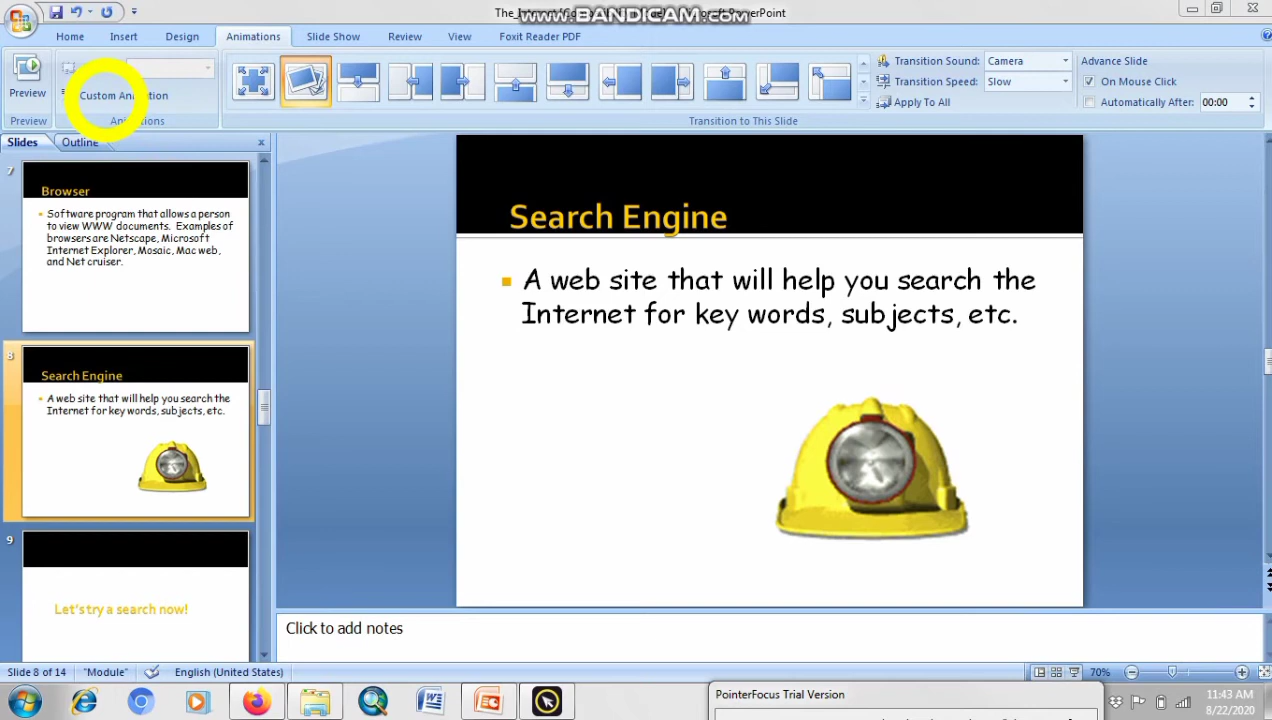 The_Internet [Co
Microsoft PowerPoint
www.BANDICAM.com
Home Insert Design Animations Slide Show Review View Foxit Reader PDF
Preview
Custom Animation
Preview
Animations
Transition Sound: Camera
Transition Speed: Slow
Apply To All
Transition to This Slide
Advance Slide
On Mouse Click
Automatically After: 00:00
Slides Outline
7
Browser
Software program that allows a person
to view WWW documents. Examples of
browsers are Netscape, Microsoft
Internet Explorer, Mosaic, Mac web,
and Net cruiser.
8
Search Engine
A web site that will help you search the
Internet for key words, subjects, etc.
9
Let's try a search now!
Search Engine
A web site that will help you search the
Internet for key words, subjects, etc.
Click to add notes
Slide 8 of 14 "Module" English (United States) 70%
PointerFocus Trial Version
11:43 AM
8/22/2020